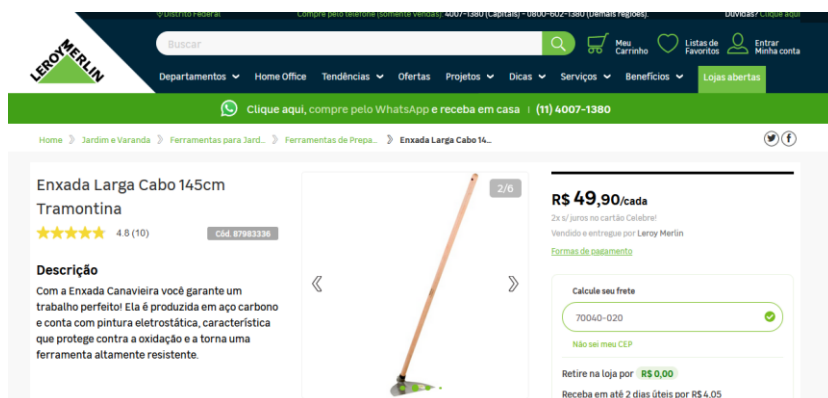 Distrito Federal
Compre pelo telefone (somente vendas): 4007-1380 (Capitais) - 0800-602-1380 (Demais regiões).
Dúvidas? Clique aqui
LEROY MERLIN
Buscar
Meu Carrinho
Listas de Favoritos
Entrar
Minha conta
Departamentos
Home Office
Tendências
Ofertas
Projetos
Dicas
Serviços
Benefícios
Lojas abertas
Clique aqui, compre pelo WhatsApp e receba em casa | (11) 4007-1380
Home
Jardim e Varanda
Ferramentas para Jard...
Ferramentas de Prepa...
Enxada Larga Cabo 14...
Enxada Larga Cabo 145cm
Tramontina
4.8 (10)
Cód. 87983336
Descrição
Com a Enxada Canavieira você garante um
trabalho perfeito! Ela é produzida em aço carbono
e conta com pintura eletrostática, característica
que protege contra a oxidação e a torna uma
ferramenta altamente resistente.
2/6
R$ 49,90/cada
2x s/ juros no cartão Celebre!
Vendido e entregue por Leroy Merlin
Formas de pagamento
Calcule seu frete
70040-020
Não sei meu CEP
Retire na loja por R$ 0,00
Receba em até 2 dias úteis por R$ 4,05